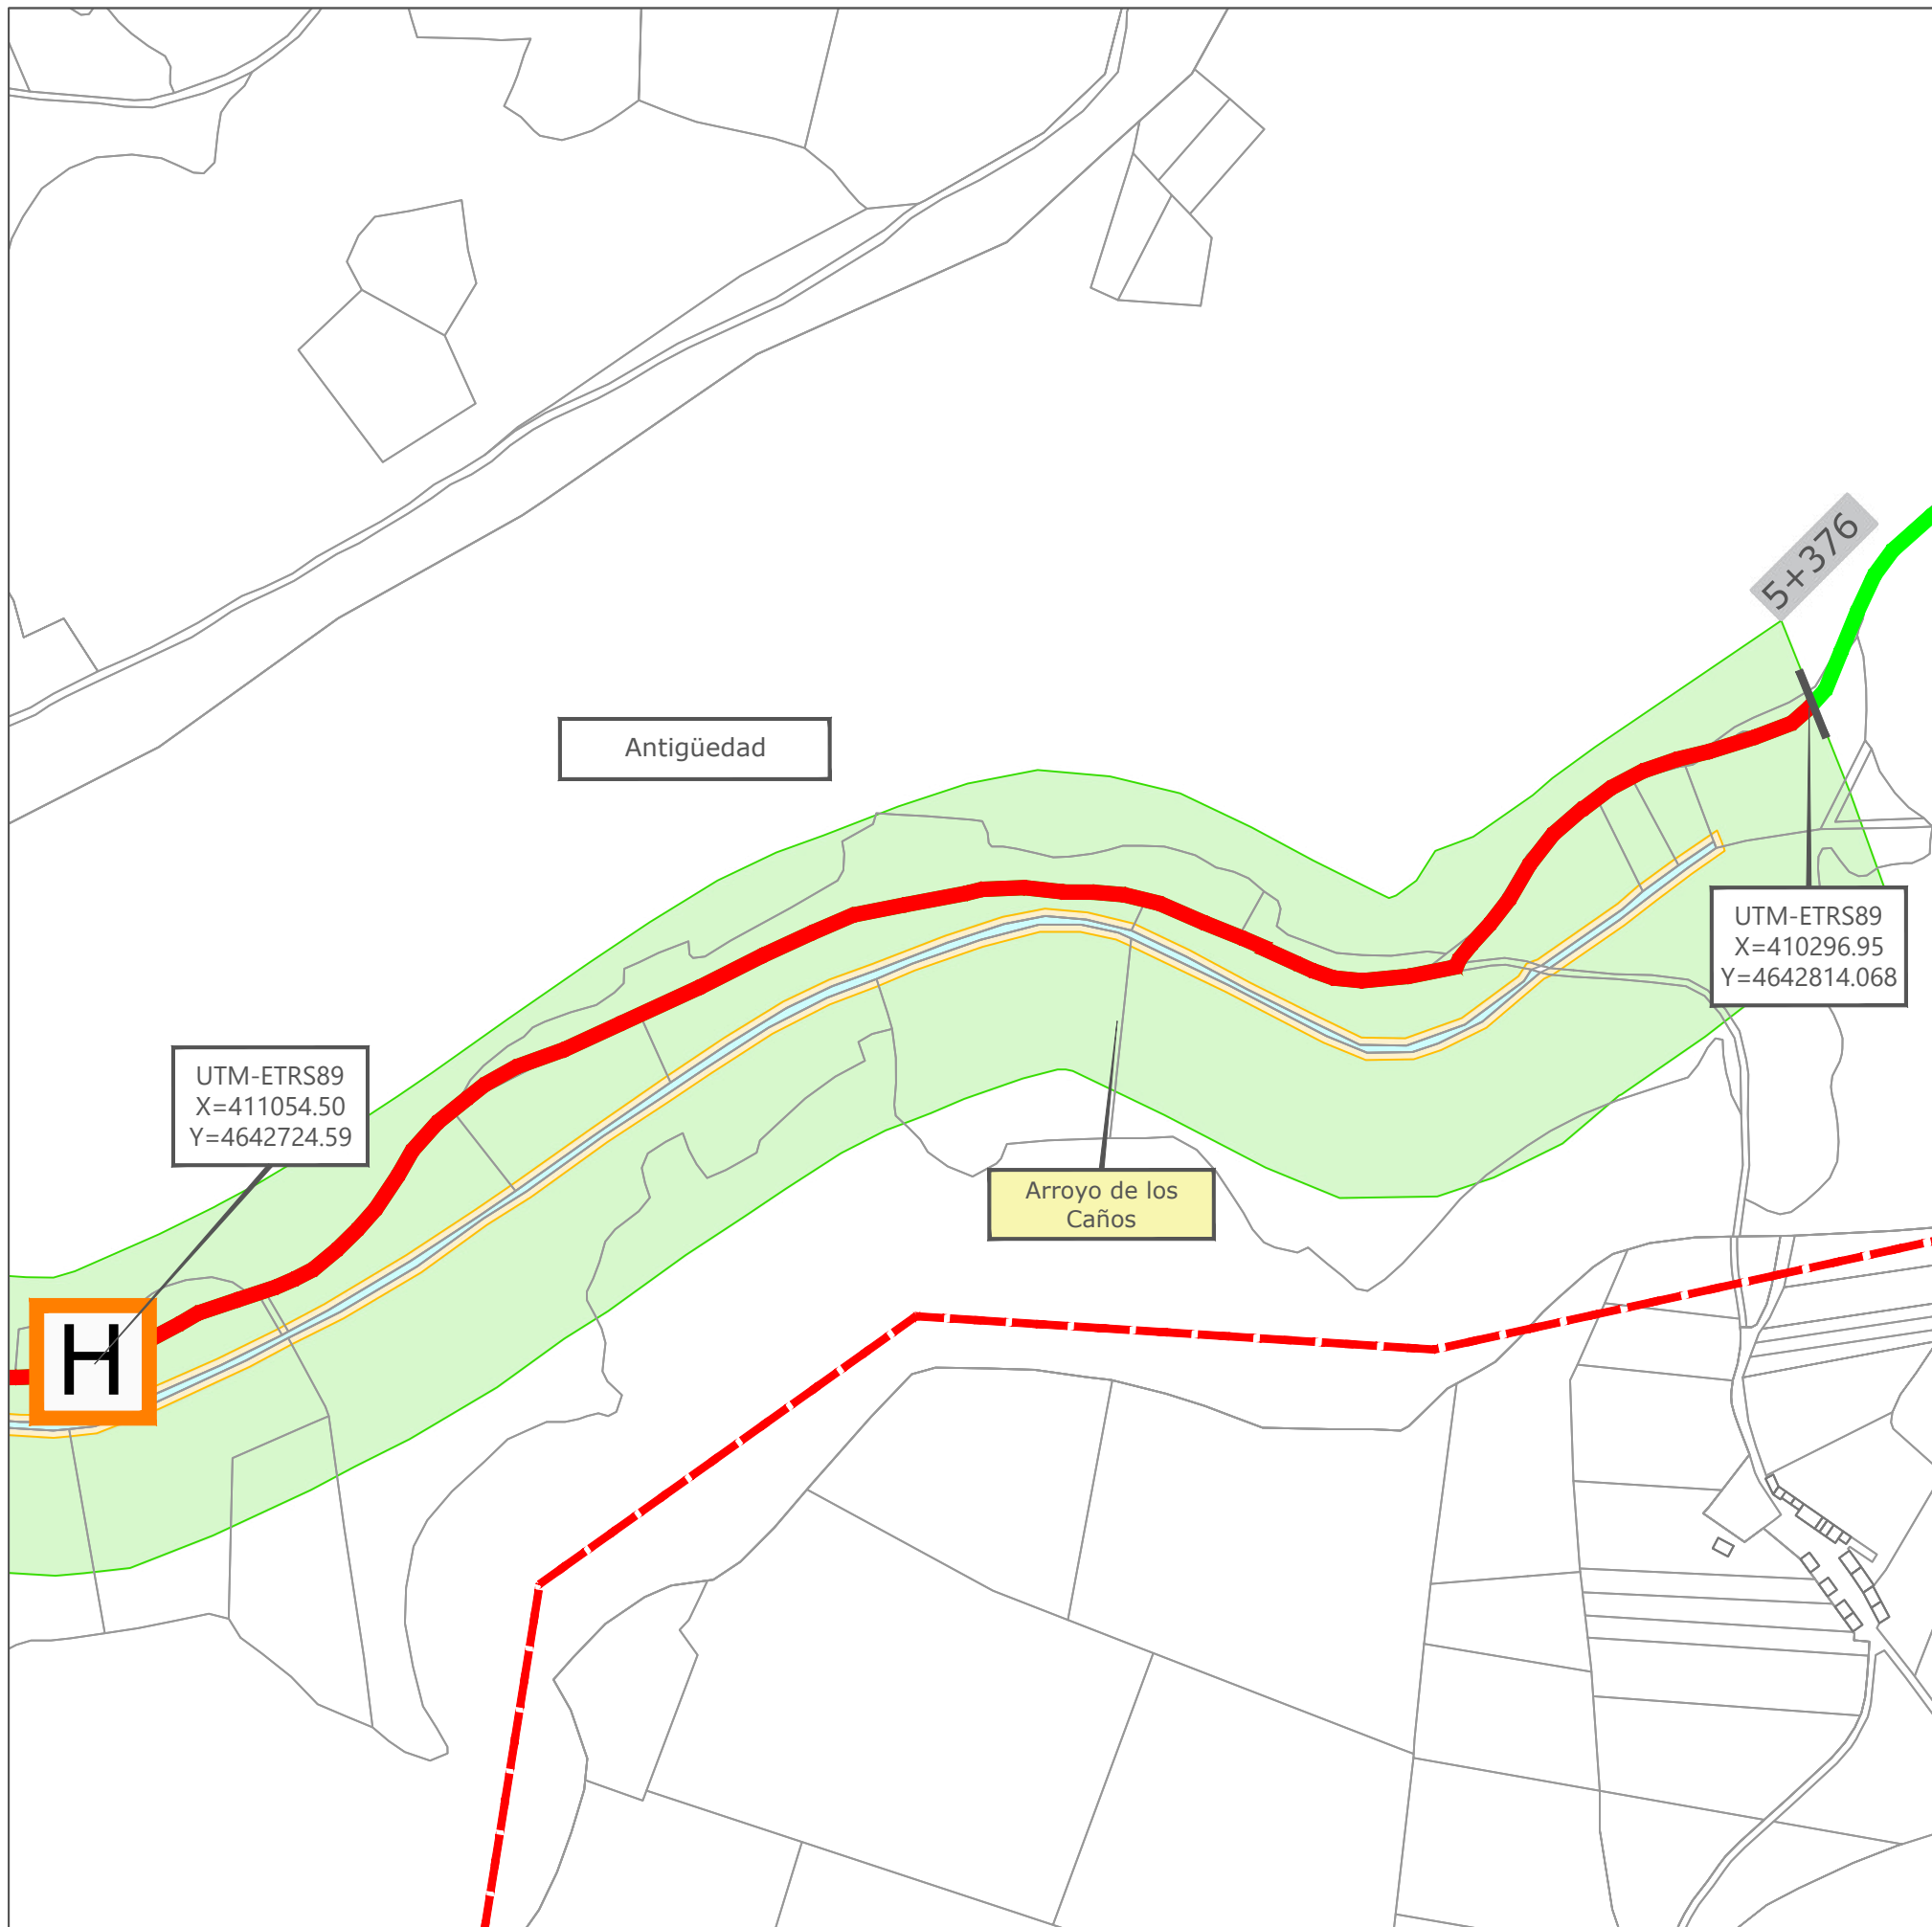 5+376
Antigüedad
UTM-ETRS89
X=410296.95
Y=4642814.068
UTM-ETRS89
X=411054.50
Y=4642724.59
Arroyo de los
Caños
H